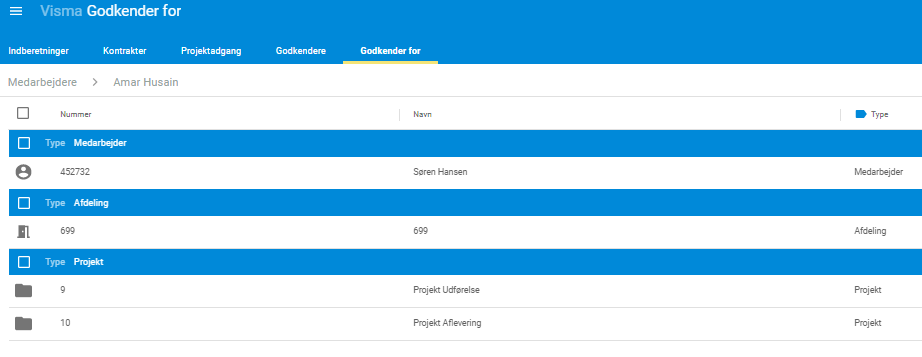 Visma Godkender for
Indberetninger Kontrakter Projektadgang Godkendere Godkender for
Medarbejdere > Amar Husain
Nummer Navn Type
Type Medarbejder
452732 Søren Hansen Medarbejder
Type Afdeling
699 699 Afdeling
Type Projekt
9 Projekt Udførelse Projekt
10 Projekt Aflevering Projekt